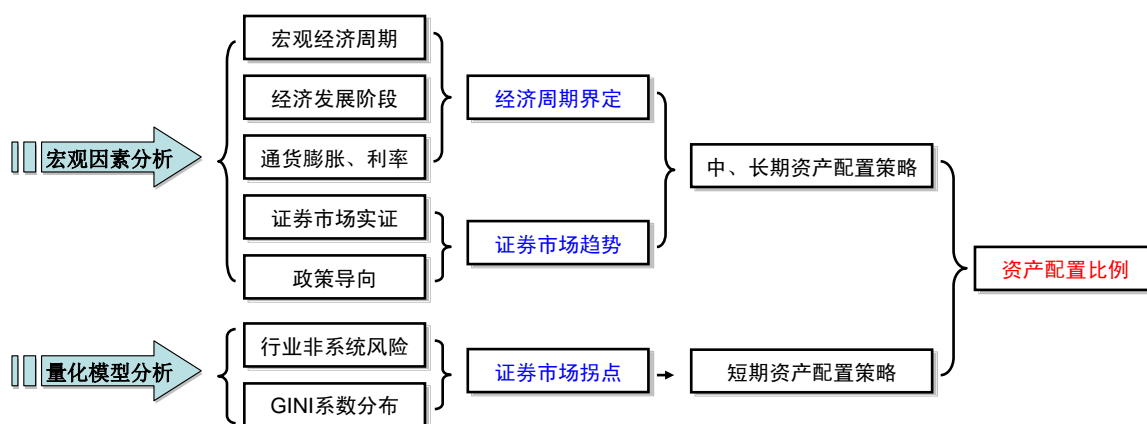 宏观因素分析
宏观经济周期
经济发展阶段
通货膨胀、利率
证券市场实证
政策导向
经济周期界定
证券市场趋势
中、长期资产配置策略
资产配置比例
量化模型分析
行业非系统风险
GINI系数分布
证券市场拐点
短期资产配置策略